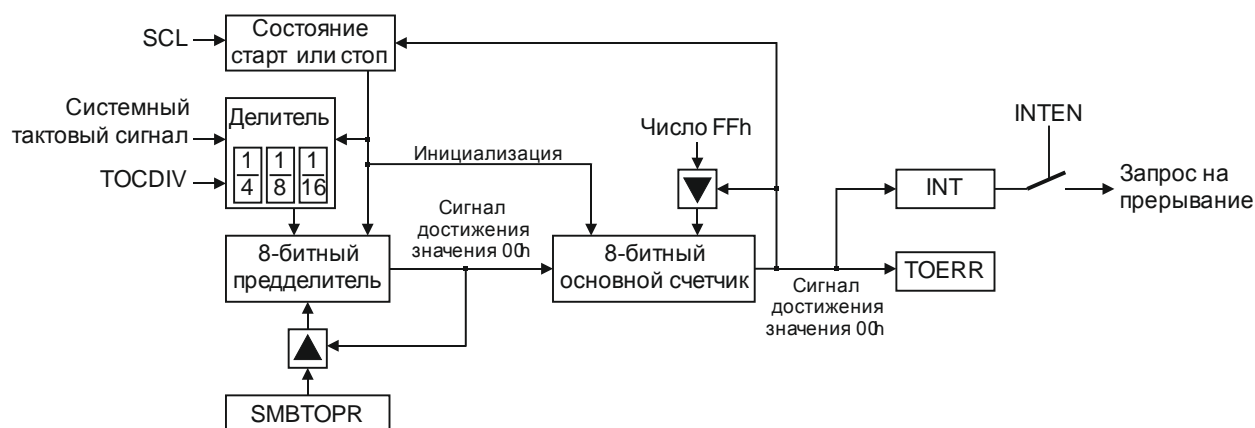 SCL
Состояние
старт или стоп
Системный
тактовый сигнал
TOCDIV
Делитель
1/4 1/8 1/16
Инициализация
Число FFh
INTEN
INT
Запрос на
прерывание
8-битный
предделитель
Сигнал
достижения
значения 00h
8-битный
основной счетчик
TOERR
Сигнал
достижения
значения 00h
SMBTOPR